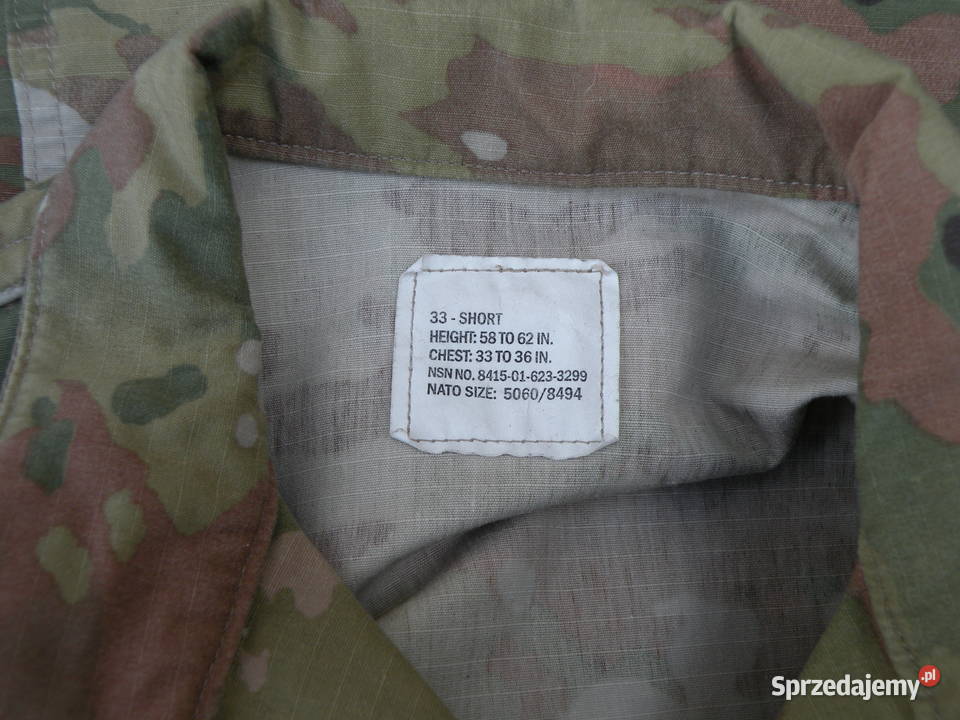 33 - SHORT
HEIGHT: 58 TO 62 IN.
CHEST: 33 TO 36 IN.
NSN NO. 8415-01-623-3299
NATO SIZE: 5060/8494
Sprzedajemy.pl